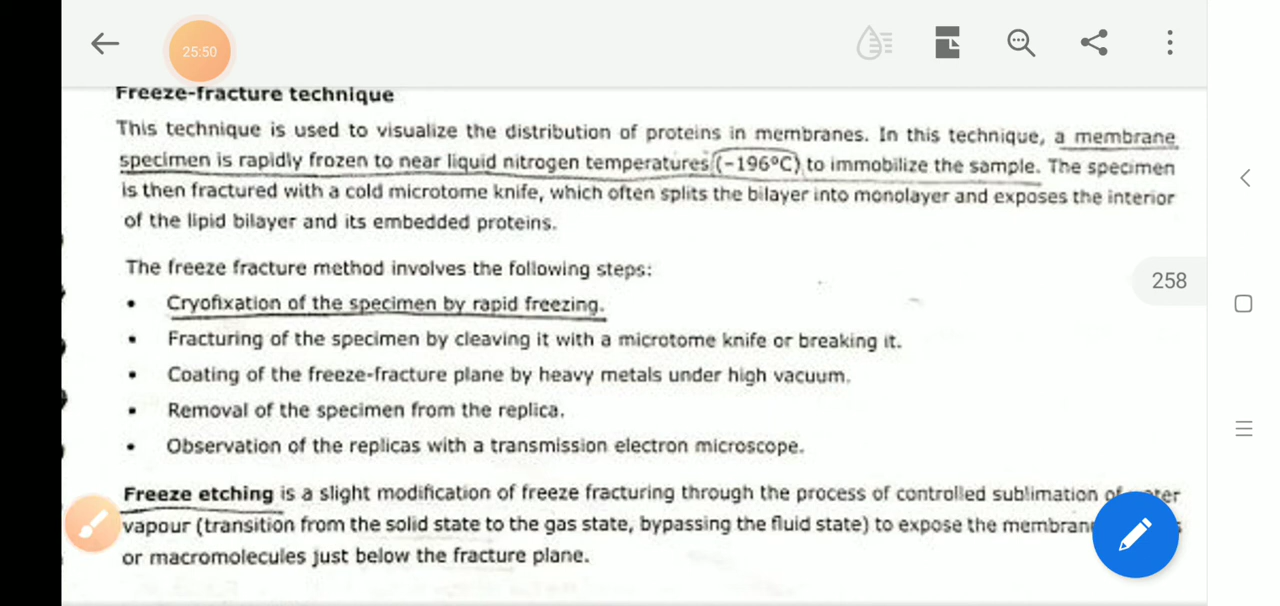 25:50
Freeze-fracture technique
This technique is used to visualize the distribution of proteins in membranes. In this technique, a membrane
specimen is rapidly frozen to near liquid nitrogen temperatures (-196°C) to immobilize the sample. The specimen
is then fractured with a cold microtome knife, which often splits the bilayer into monolayer and exposes the interior
of the lipid bilayer and its embedded proteins.
The freeze fracture method involves the following steps:
• Cryofixation of the specimen by rapid freezing.
• Fracturing of the specimen by cleaving it with a microtome knife or breaking it.
• Coating of the freeze-fracture plane by heavy metals under high vacuum.
• Removal of the specimen from the replica.
• Observation of the replicas with a transmission electron microscope.
Freeze etching is a slight modification of freeze fracturing through the process of controlled sublimation of
vapour (transition from the solid state to the gas state, bypassing the fluid state) to expose the
or macromolecules just below the fracture plane.
258